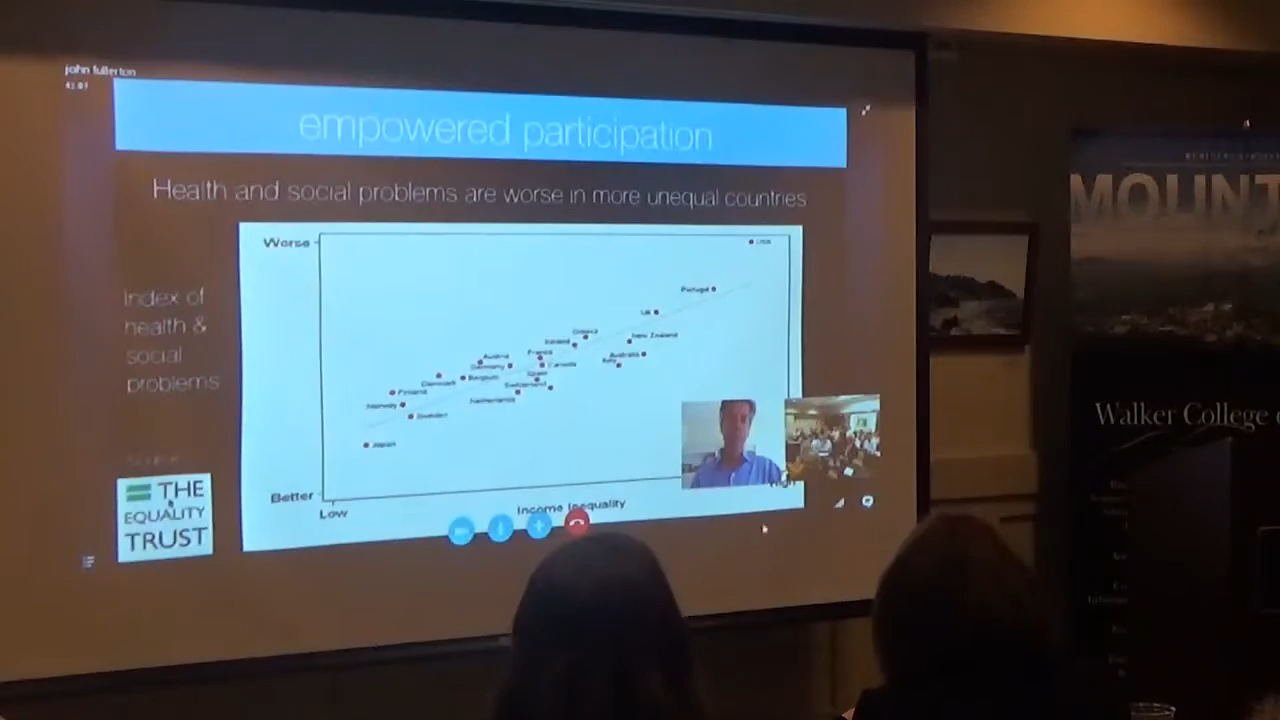 john fullerton
empowered participation
Health and social problems are worse in more unequal countries
Worse
USA
Portugal
UK
Greece
New Zealand
Ireland
Australia
France
Italy
Austria
Germany
Canada
Belgium
Spain
Denmark
Switzerland
Finland
Netherlands
Norway
Sweden
Japan
Index of
health &
social
problems
Better
Low
Income Inequality
High
THE
EQUALITY
TRUST
MOUNT
Walker College